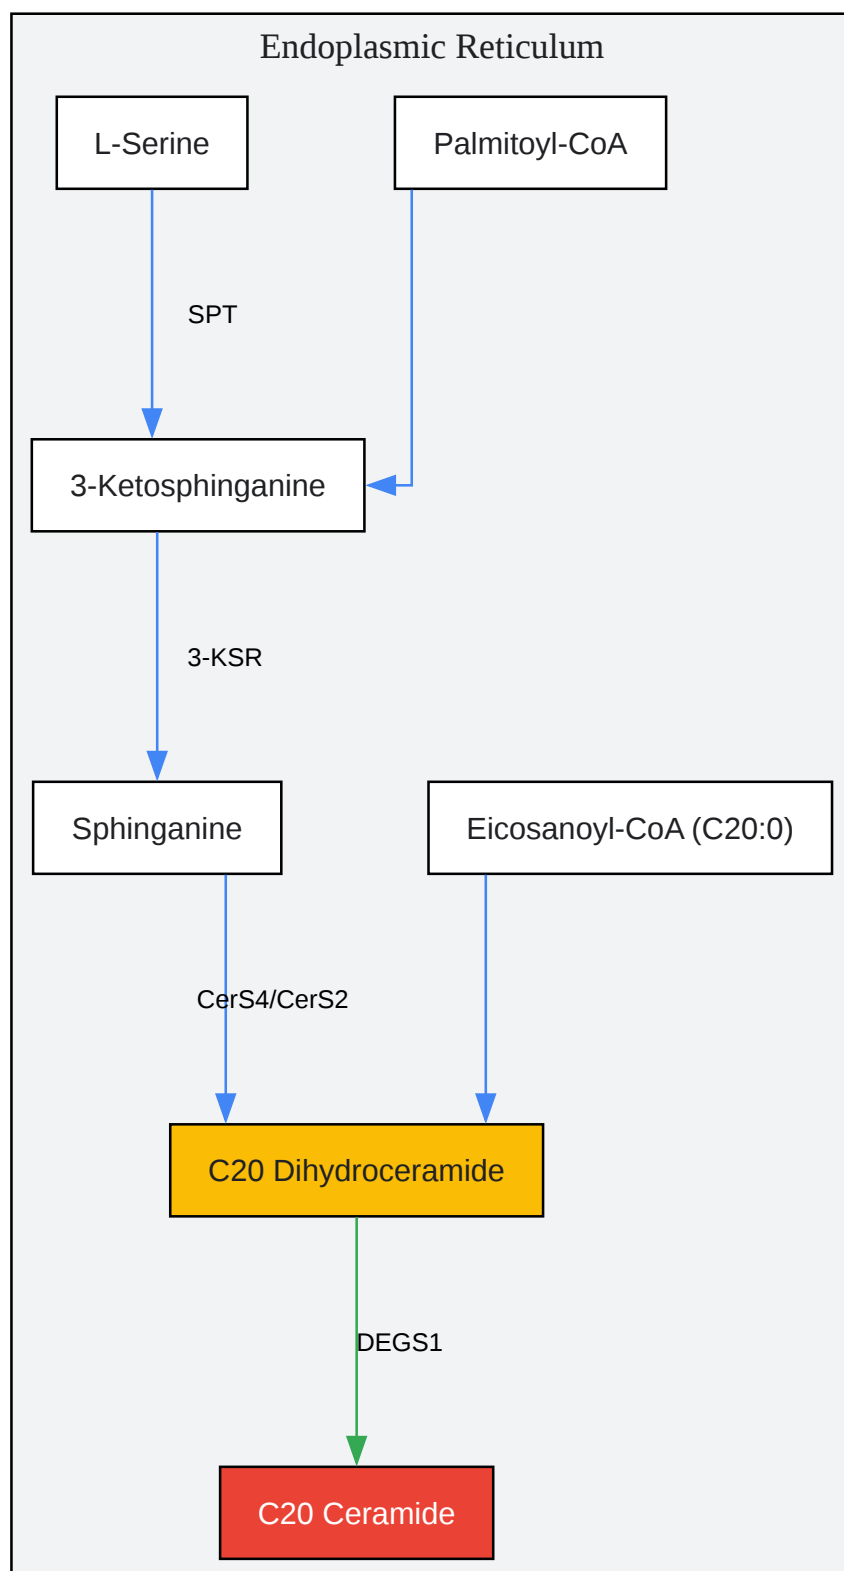 Endoplasmic Reticulum
L-Serine
Palmitoyl-CoA
SPT
3-Ketosphinganine
3-KSR
Sphinganine
Eicosanoyl-CoA (C20:0)
CerS4/CerS2
C20 Dihydroceramide
DEGS1
C20 Ceramide